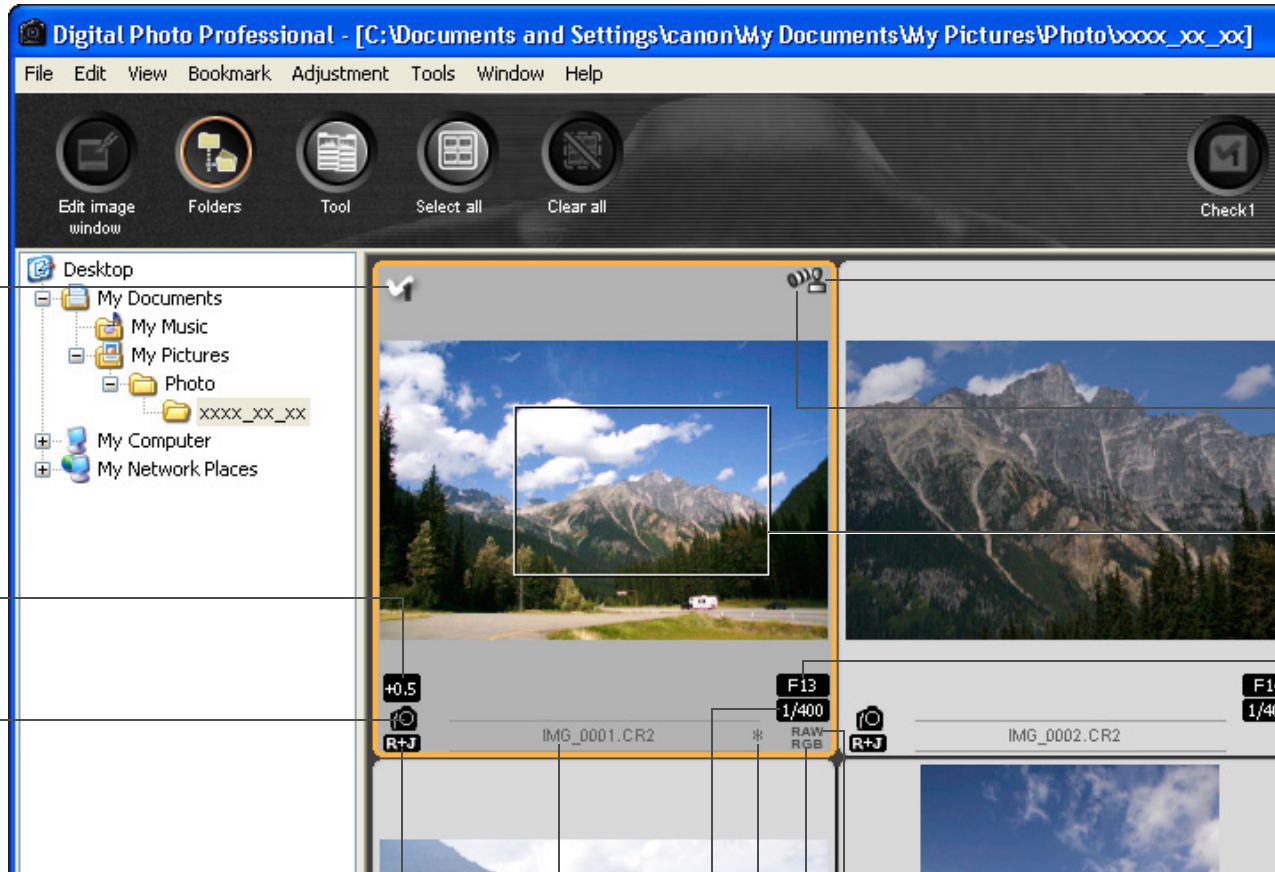 Digital Photo Professional - [C:\Documents and Settings\canon\My Documents\My Pictures\Photo\xxxx_xx_xx]
File Edit View Bookmark Adjustment Tools Window Help
Edit image window
Folders
Tool
Select all
Clear all
Check1
Desktop
My Documents
My Music
My Pictures
Photo
xxxx_xx_xx
My Computer
My Network Places
1
+0.5
F13
1/400
R+J
IMG_0001.CR2
*
RAW
RGB
R+J
IMG_0002.CR2